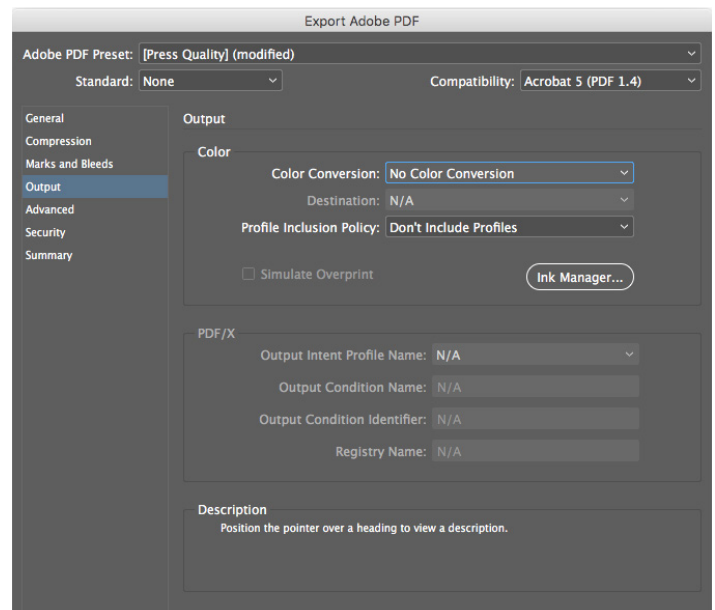 Export Adobe PDF
Adobe PDF Preset: [Press Quality] (modified)
Standard: None Compatibility: Acrobat 5 (PDF 1.4)
General
Compression
Marks and Bleeds
Output
Advanced
Security
Summary
Output
Color
Color Conversion: No Color Conversion
Destination: N/A
Profile Inclusion Policy: Don't Include Profiles
Simulate Overprint Ink Manager...
PDF/X
Output Intent Profile Name: N/A
Output Condition Name: N/A
Output Condition Identifier: N/A
Registry Name: N/A
Description
Position the pointer over a heading to view a description.